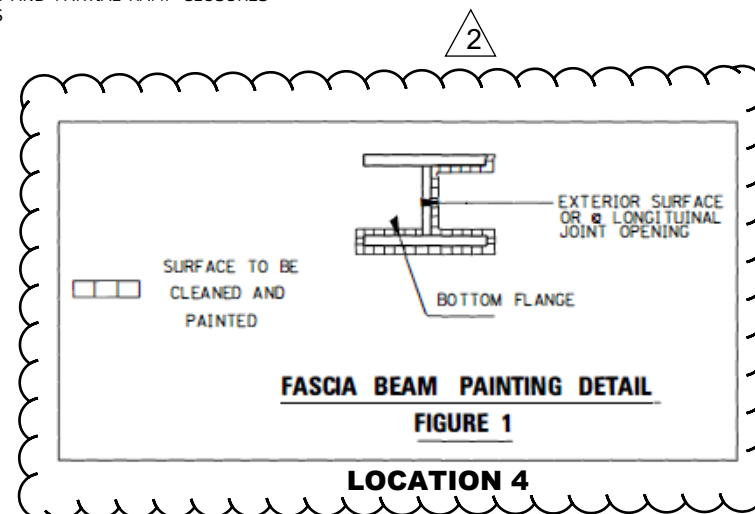 2
EXTERIOR SURFACE
OR @ LONGITUINAL
JOINT OPENING
SURFACE TO BE
CLEANED AND
PAINTED
BOTTOM FLANGE
FASCIA BEAM PAINTING DETAIL
FIGURE 1
LOCATION 4